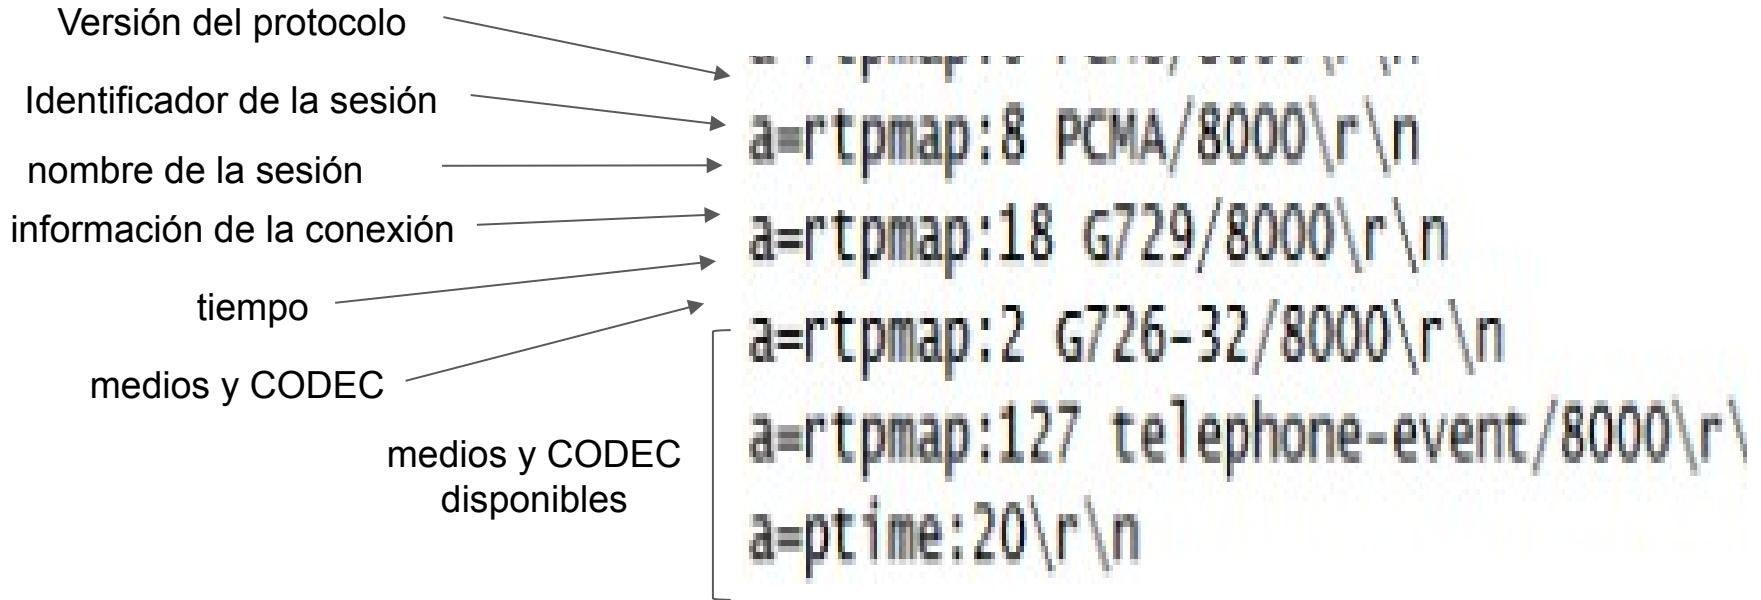 Versión del protocolo
Identificador de la sesión
nombre de la sesión
información de la conexión
tiempo
medios y CODEC
medios y CODEC
disponibles
a=rtpmap:8 PCMA/8000\r\n
a=rtpmap:18 G729/8000\r\n
a=rtpmap:2 G726-32/8000\r\n
a=rtpmap:127 telephone-event/8000\r\
a=ptime:20\r\n